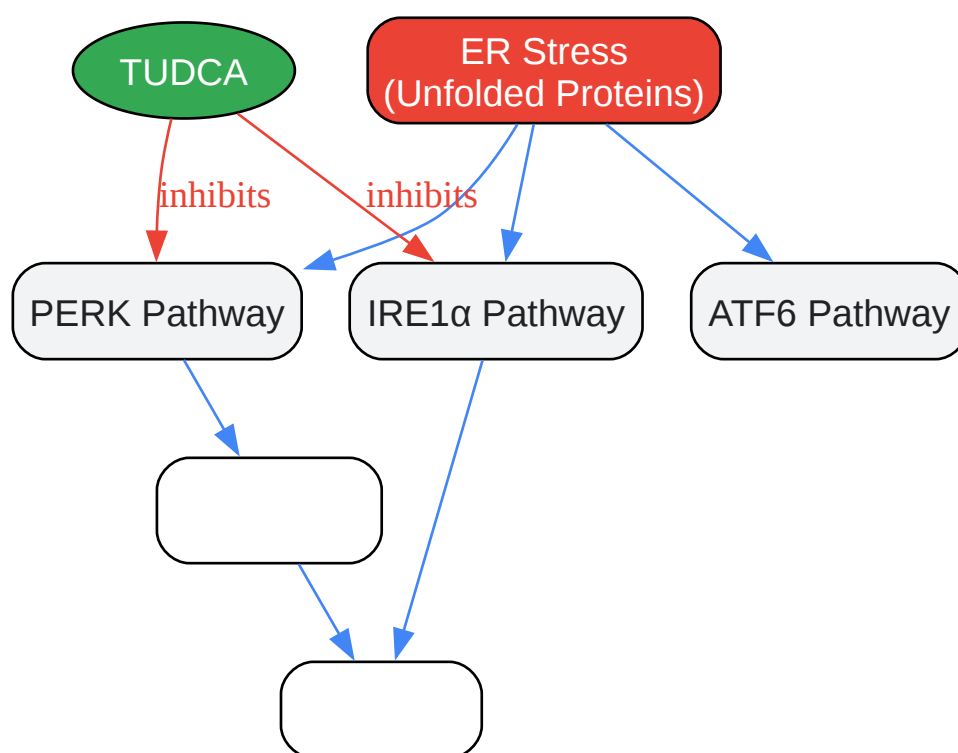 TUDCA
ER Stress
(Unfolded Proteins)
inhibits
inhibits
PERK Pathway
IRE1α Pathway
ATF6 Pathway